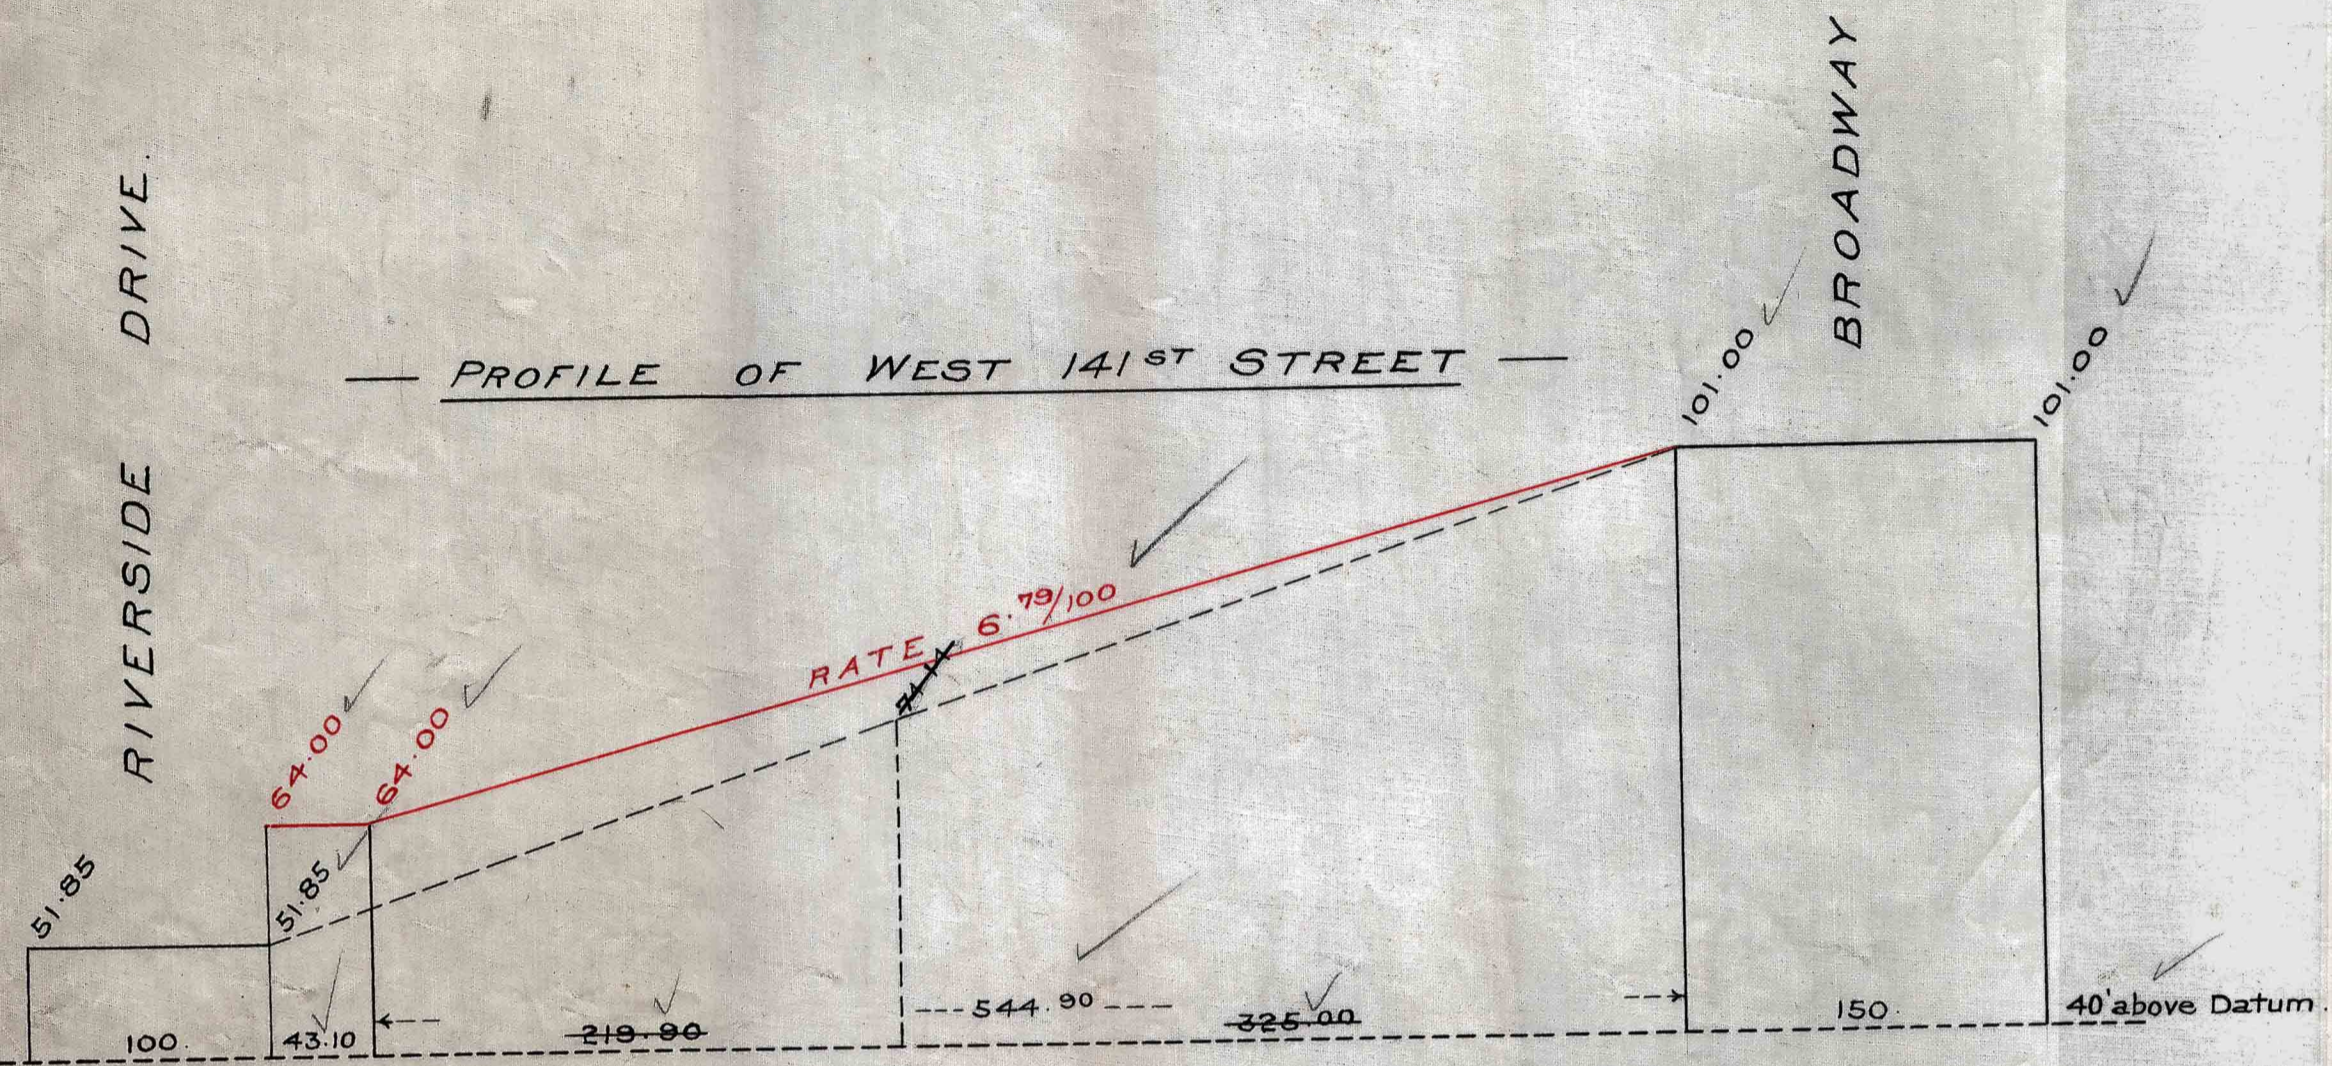 RIVERSIDE DRIVE.
— PROFILE OF WEST 141ST STREET —
BROADWAY
101.00
101.00
RATE 6.79/100
64.00
64.00
51.85
51.85
100.
43.10
219.90
---544.90---
325.00
150.
40' above Datum.